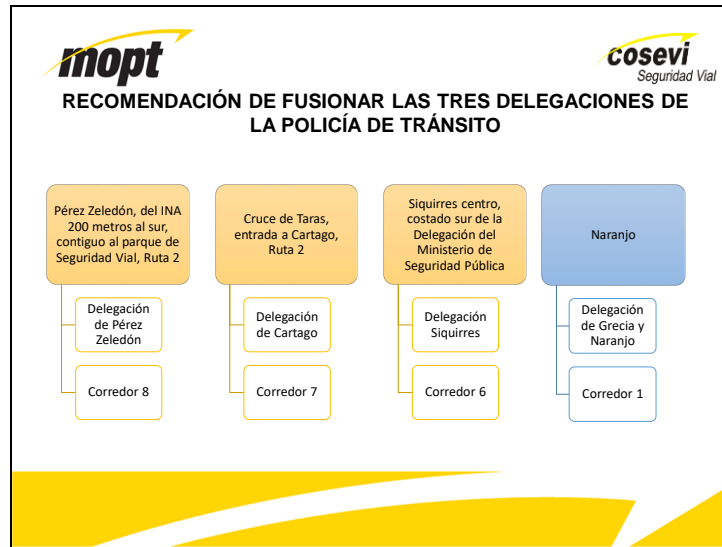 mopt
cosevi
Seguridad Vial
RECOMENDACIÓN DE FUSIONAR LAS TRES DELEGACIONES DE
LA POLICÍA DE TRÁNSITO
Pérez Zeledón, del INA
200 metros al sur,
contiguo al parque de
Seguridad Vial, Ruta 2
Delegación
de Pérez
Zeledón
Corredor 8
Cruce de Taras,
entrada a Cartago,
Ruta 2
Delegación
de Cartago
Corredor 7
Siquirres centro,
costado sur de la
Delegación del
Ministerio de
Seguridad Pública
Delegación
Siquirres
Corredor 6
Naranjo
Delegación
de Grecia y
Naranjo
Corredor 1